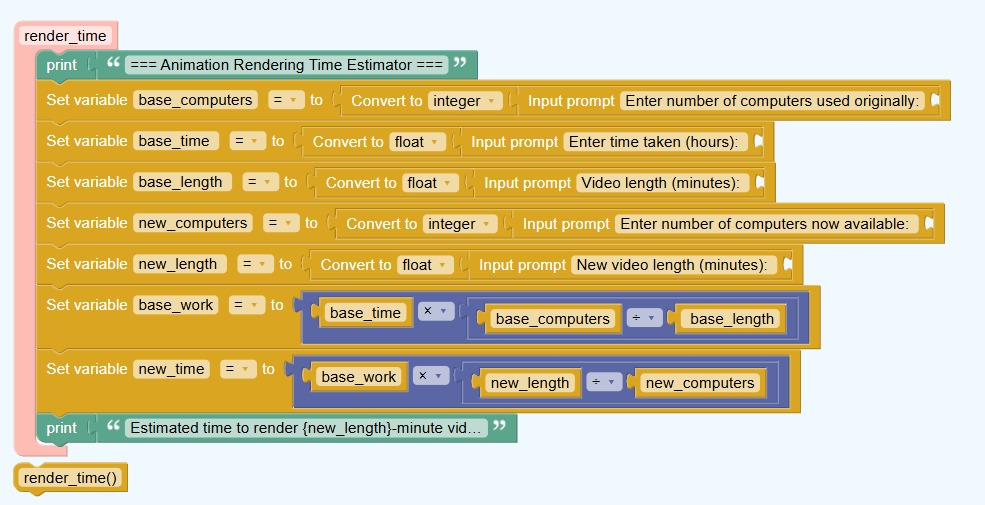 render_time
print “ === Animation Rendering Time Estimator === ”
Set variable base_computers = to Convert to integer Input prompt Enter number of computers used originally:
Set variable base_time = to Convert to float Input prompt Enter time taken (hours):
Set variable base_length = to Convert to float Input prompt Video length (minutes):
Set variable new_computers = to Convert to integer Input prompt Enter number of computers now available:
Set variable new_length = to Convert to float Input prompt New video length (minutes):
Set variable base_work = to base_time × base_computers ÷ base_length
Set variable new_time = to base_work × new_length ÷ new_computers
print “ Estimated time to render {new_length}-minute vid... ”
render_time()